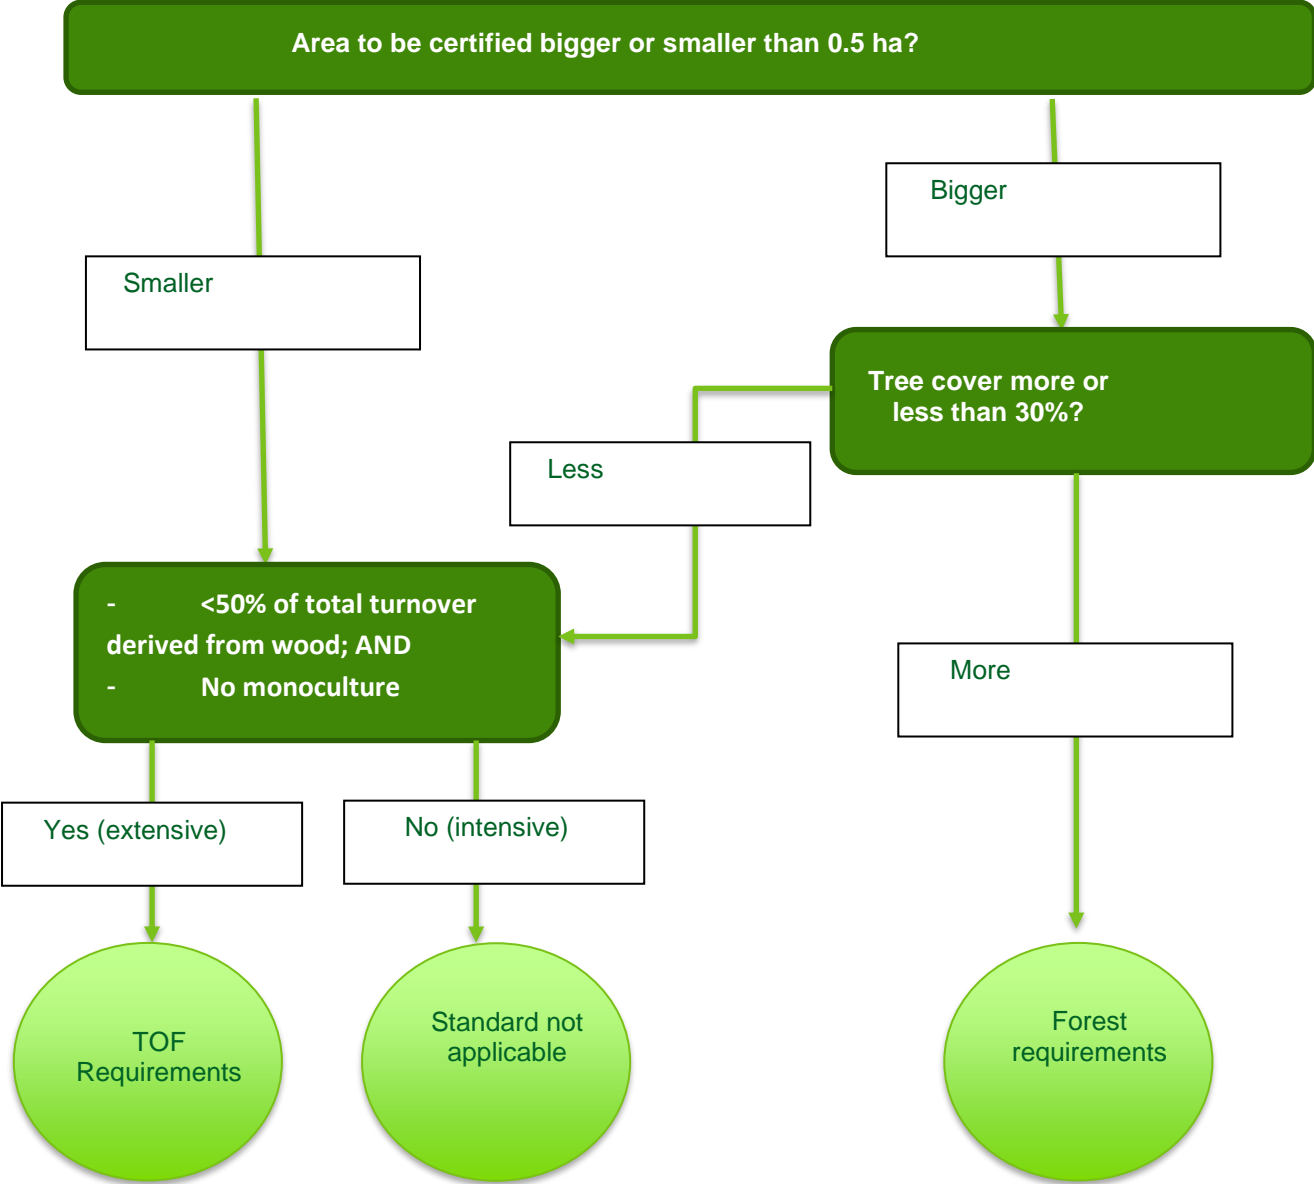 Area to be certified bigger or smaller than 0.5 ha?
Bigger
Smaller
Tree cover more or
less than 30%?
Less
- <50% of total turnover
derived from wood; AND
- No monoculture
More
Yes (extensive)
No (intensive)
TOF
Requirements
Standard not
applicable
Forest
requirements